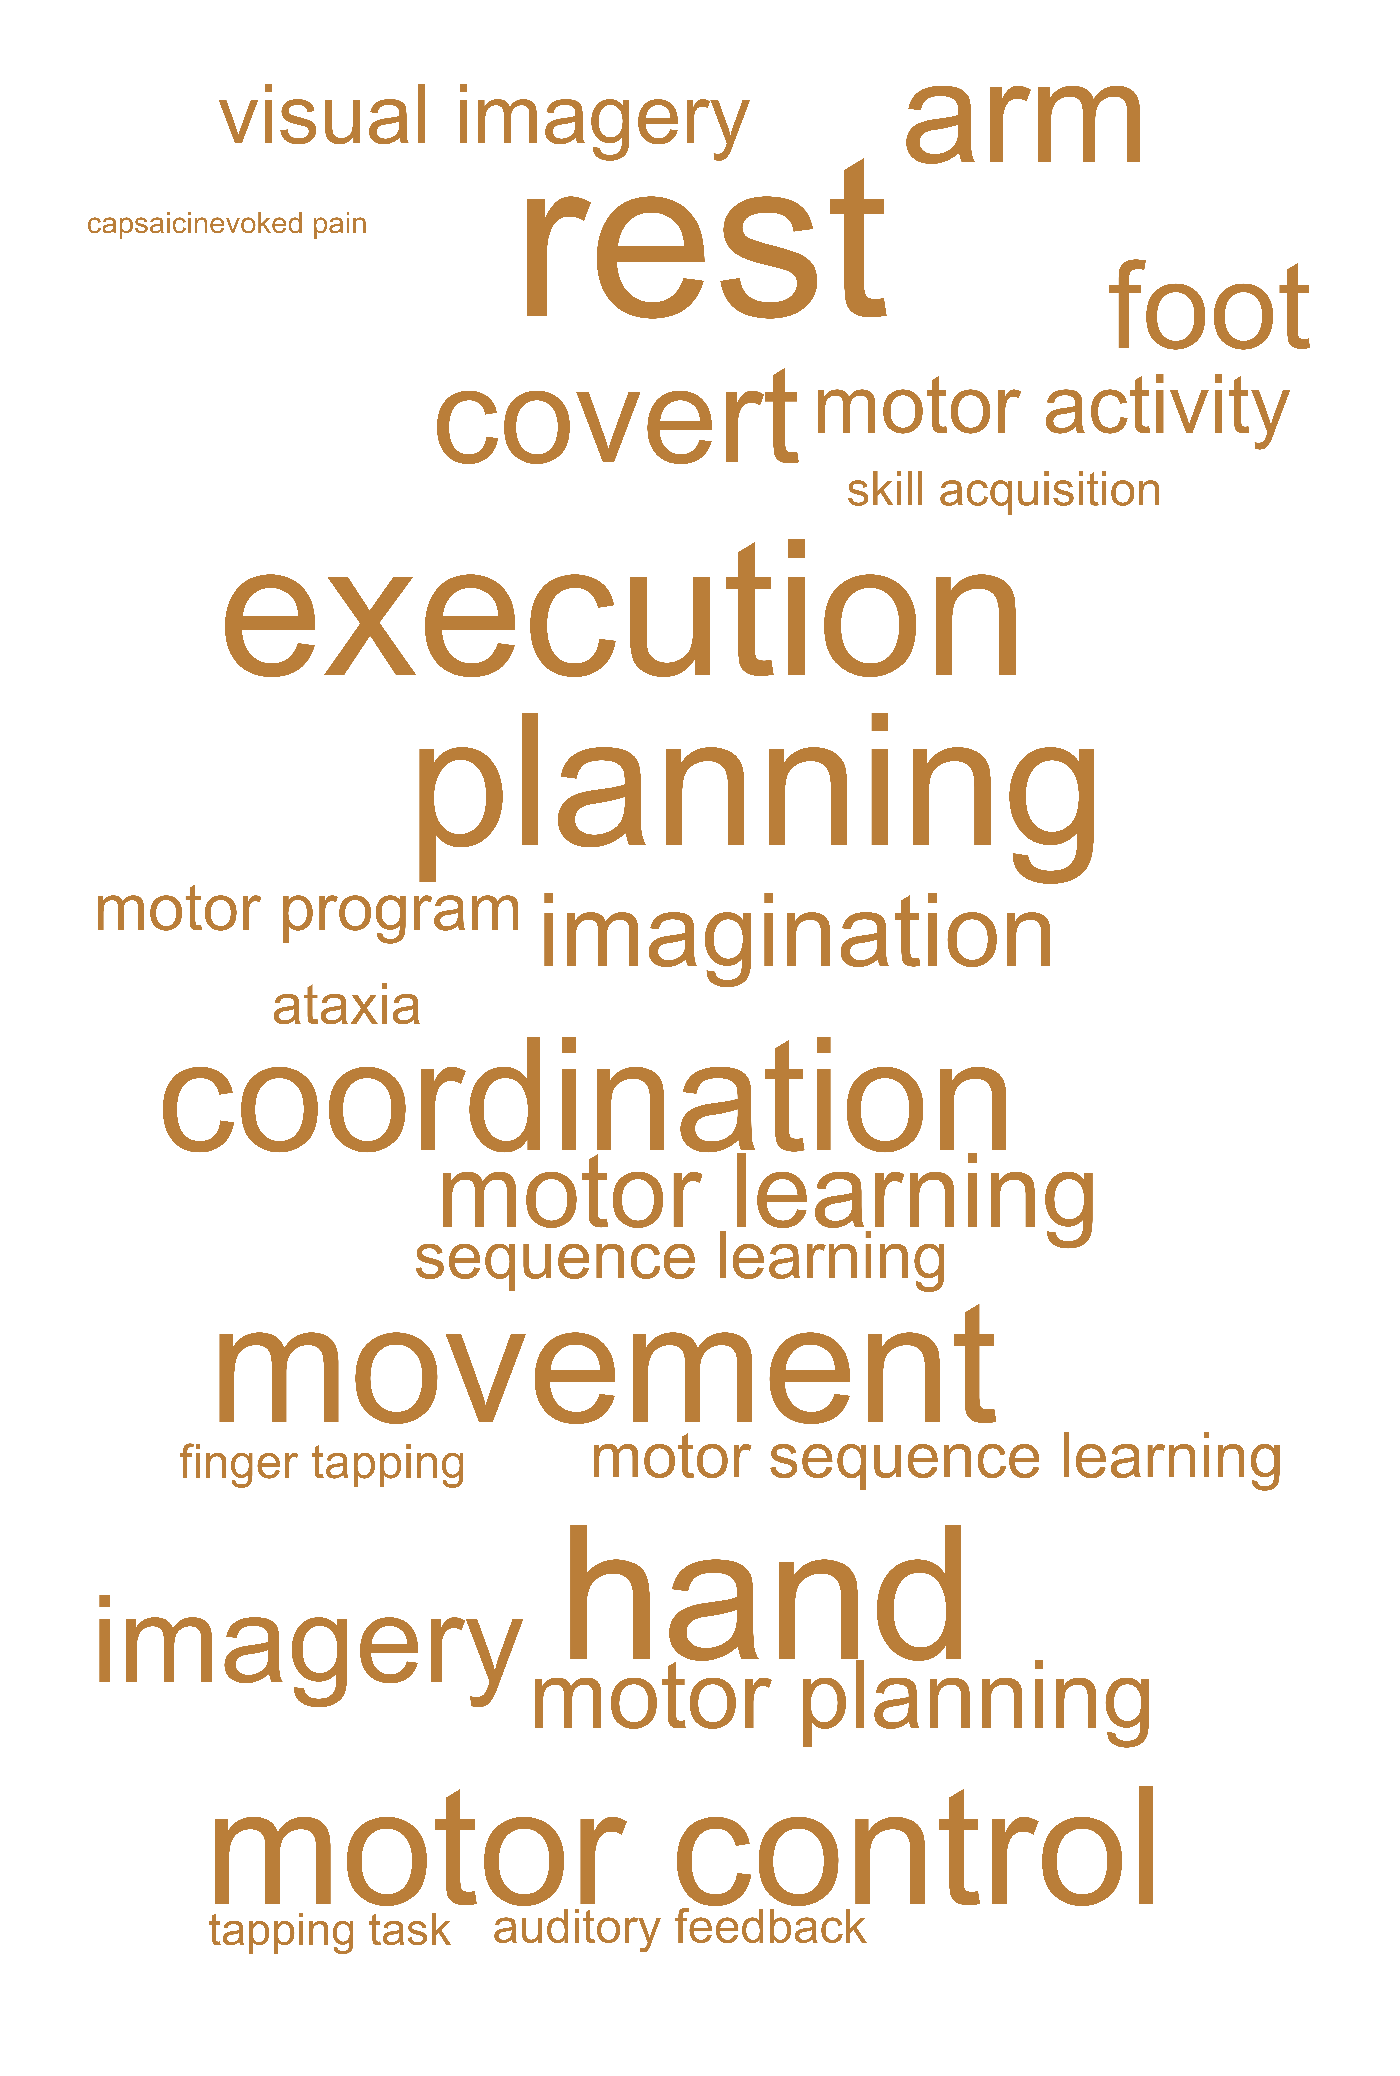 visual imagery
arm
rest
capsaicinevoked pain
foot
covert
motor activity
skill acquisition
execution
planning
motor program
imagination
ataxia
coordination
motor learning
sequence learning
movement
finger tapping
motor sequence learning
hand
imagery
motor planning
motor control
tapping task
auditory feedback